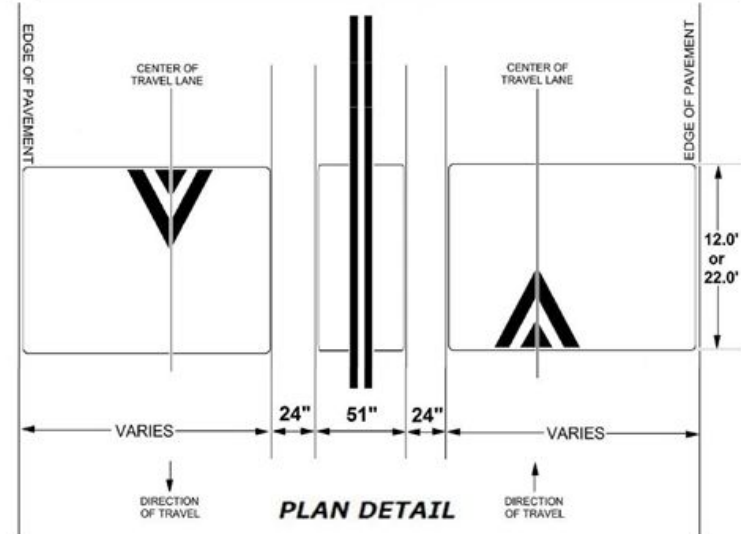 EDGE OF PAVEMENT
CENTER OF
TRAVEL LANE
CENTER OF
TRAVEL LANE
EDGE OF PAVEMENT
12.0'
or
22.0'
24"
51"
24"
VARIES
VARIES
DIRECTION
OF TRAVEL
PLAN DETAIL
DIRECTION
OF TRAVEL